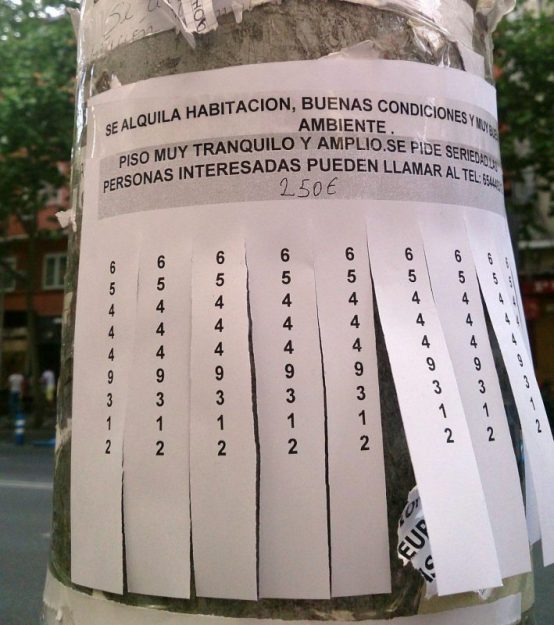 SE ALQUILA HABITACION, BUENAS CONDICIONES Y MUY
AMBIENTE .
PISO MUY TRANQUILO Y AMPLIO.SE PIDE SERIEDAD.
PERSONAS INTERESADAS PUEDEN LLAMAR AL TEL:
250€
654449312
654449312
654449312
654449312
654449312
654449312
654449312
EUR